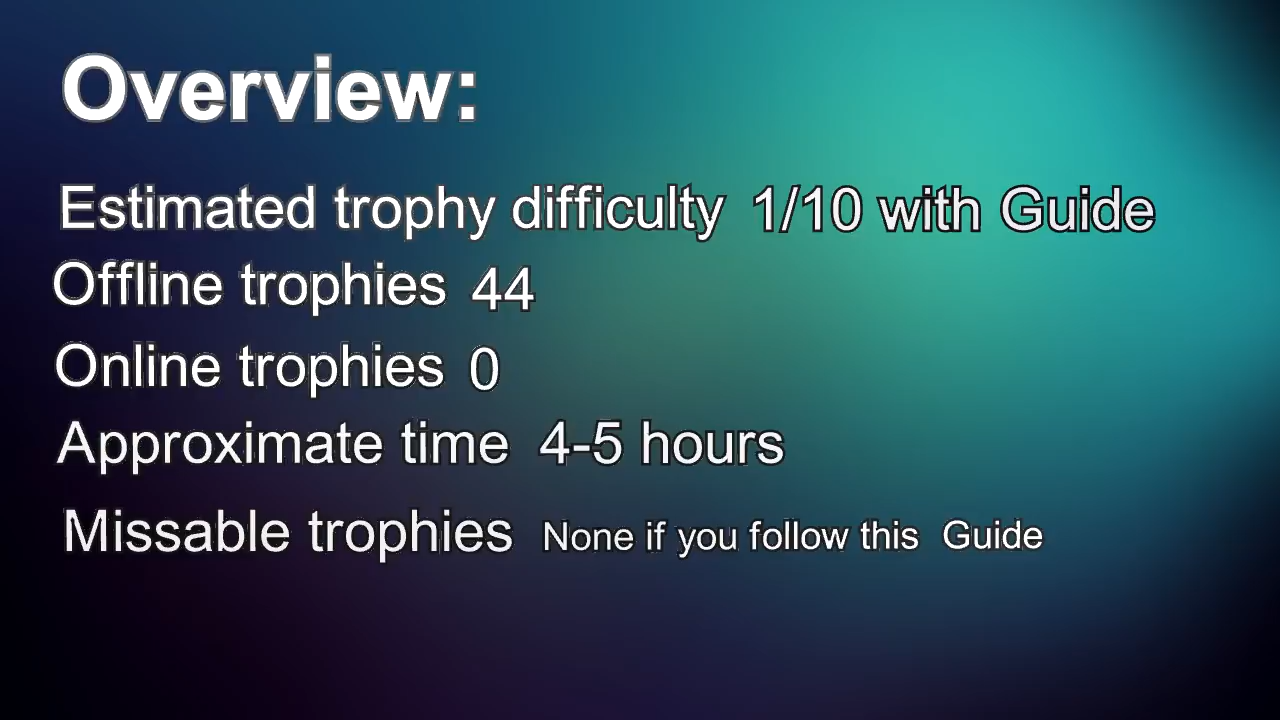 Overview:
Estimated trophy difficulty 1/10 with Guide
Offline trophies 44
Online trophies 0
Approximate time 4-5 hours
Missable trophies None if you follow this Guide